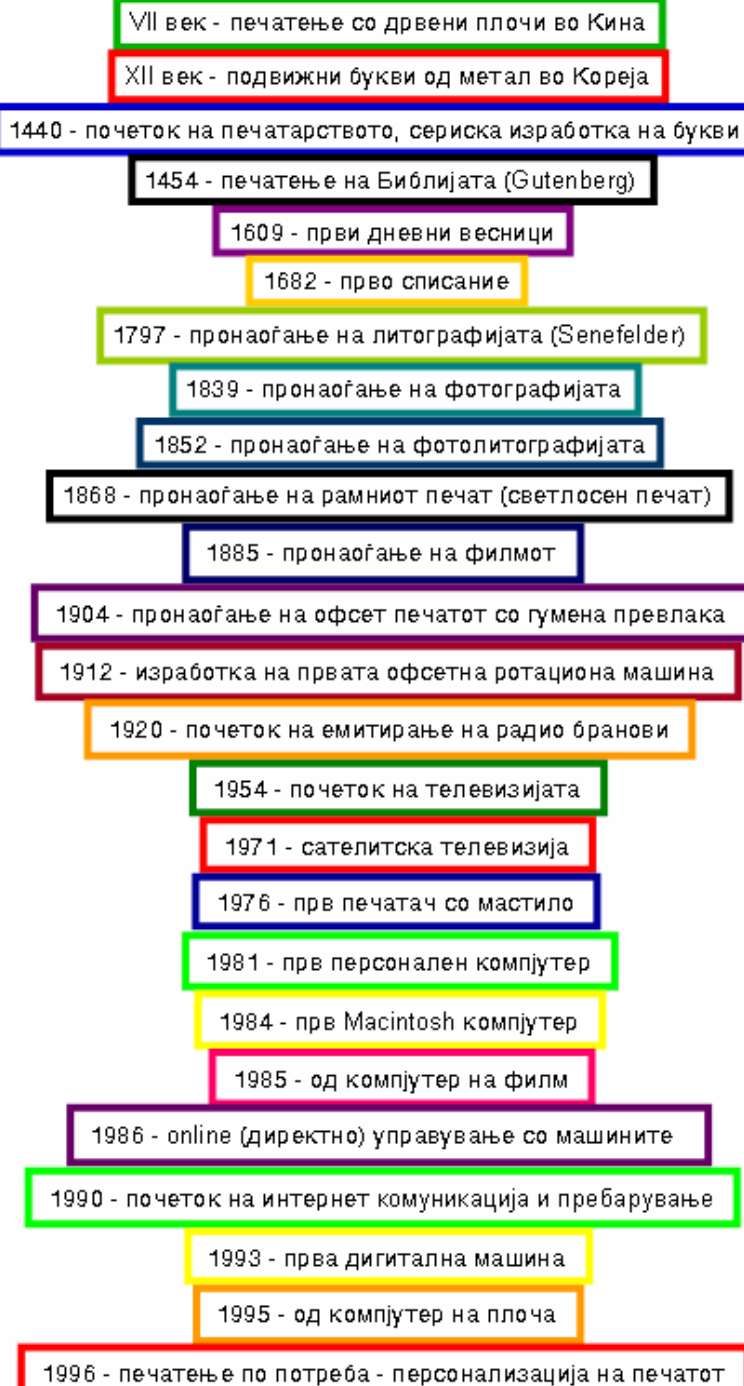 VII век - печатење со дрвени плочи во Кина
XII век - подвижни букви од метал во Кореја
1440 - почеток на печатарството, сериска изработка на букви
1454 - печатење на Библијата (Gutenberg)
1609 - први дневни весници
1682 - прво списание
1797 - пронаоѓање на литографијата (Senefelder)
1839 - пронаоѓање на фотографијата
1852 - пронаоѓање на фотолитографијата
1868 - пронаоѓање на рамниот печат (светлосен печат)
1885 - пронаоѓање на филмот
1904 - пронаоѓање на офсет печатот со гумена превлака
1912 - изработка на првата офсетна ротациона машина
1920 - почеток на емитирање на радио бранови
1954 - почеток на телевизијата
1971 - сателитска телевизија
1976 - прв печатач со мастило
1981 - прв персонален компјутер
1984 - прв Macintosh компјутер
1985 - од компјутер на филм
1986 - online (директно) управување со машините
1990 - почеток на интернет комуникација и пребарување
1993 - прва дигитална машина
1995 - од компјутер на плоча
1996 - печатење по потреба - персонализација на печатот